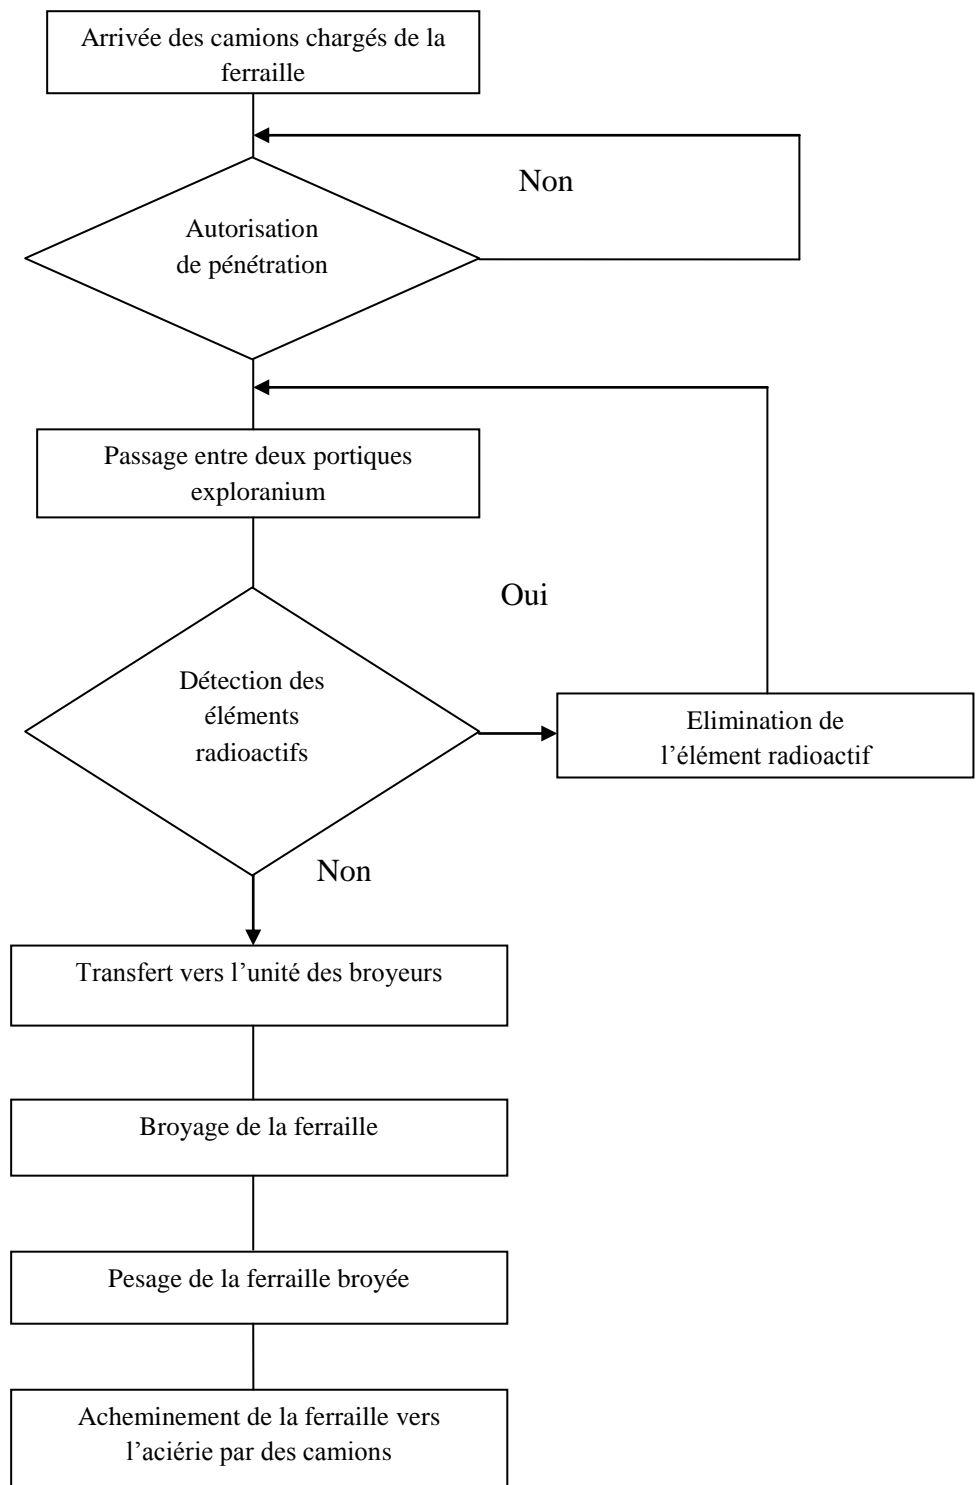 Arrivée des camions chargés de la
ferraille
Non
Autorisation
de pénétration
Passage entre deux portiques
exploranium
Oui
Détection des
éléments
radioactifs
Elimination de
l’élément radioactif
Non
Transfert vers l’unité des broyeurs
Broyage de la ferraille
Pesage de la ferraille broyée
Acheminement de la ferraille vers
l’aciérie par des camions